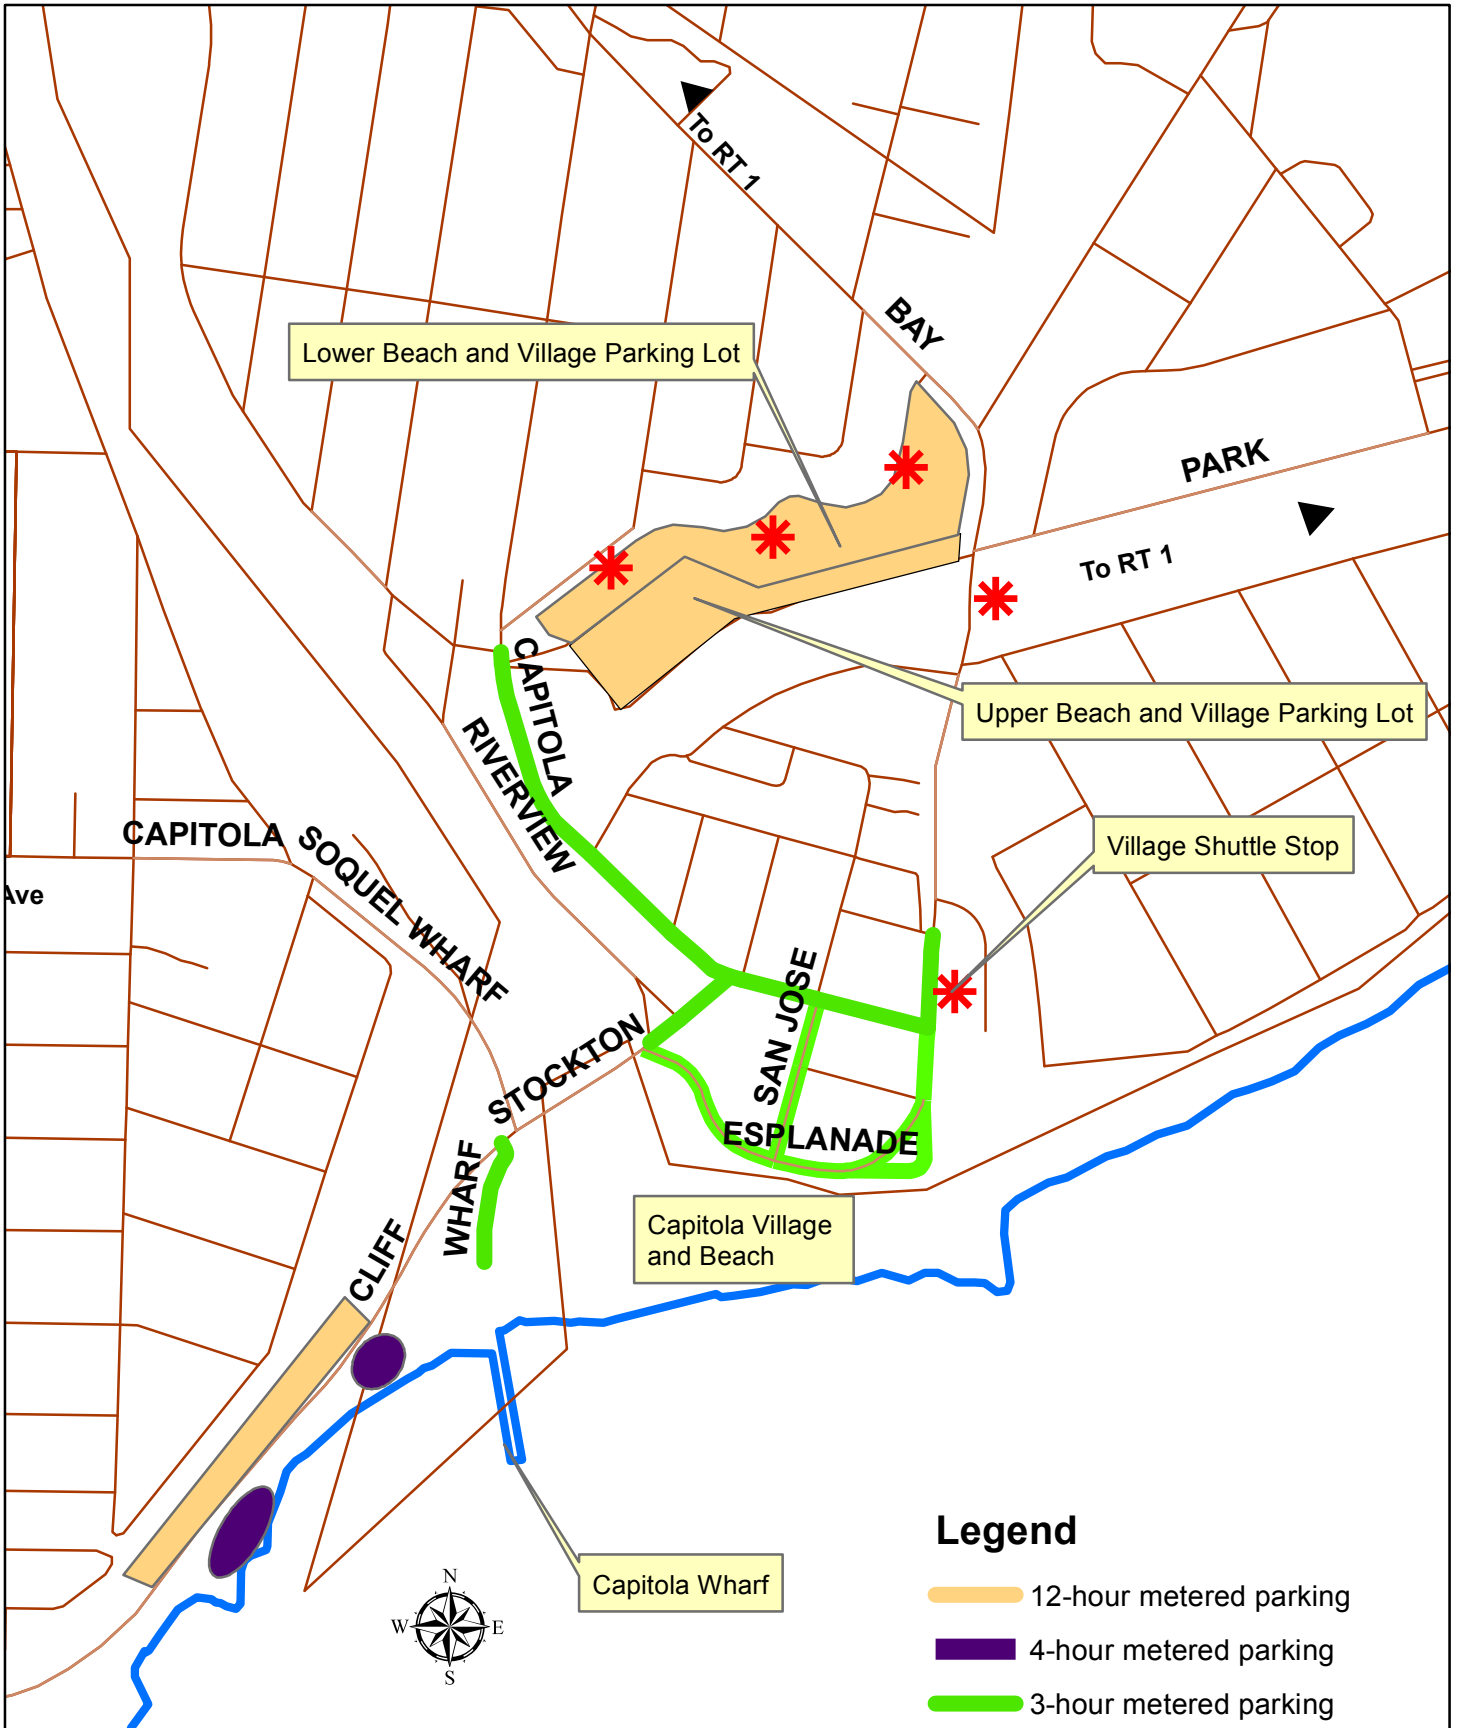 To RT 1
BAY
Lower Beach and Village Parking Lot
PARK
To RT 1
CAPITOLA
Upper Beach and Village Parking Lot
RIVERVIEW
CAPITOLA
SOQUEL WHARF
Village Shuttle Stop
Ave
SAN JOSE
STOCKTON
ESPLANADE
WHARF
Capitola Village
and Beach
CLIFF
Capitola Wharf
N
W
E
S
Legend
12-hour metered parking
4-hour metered parking
3-hour metered parking